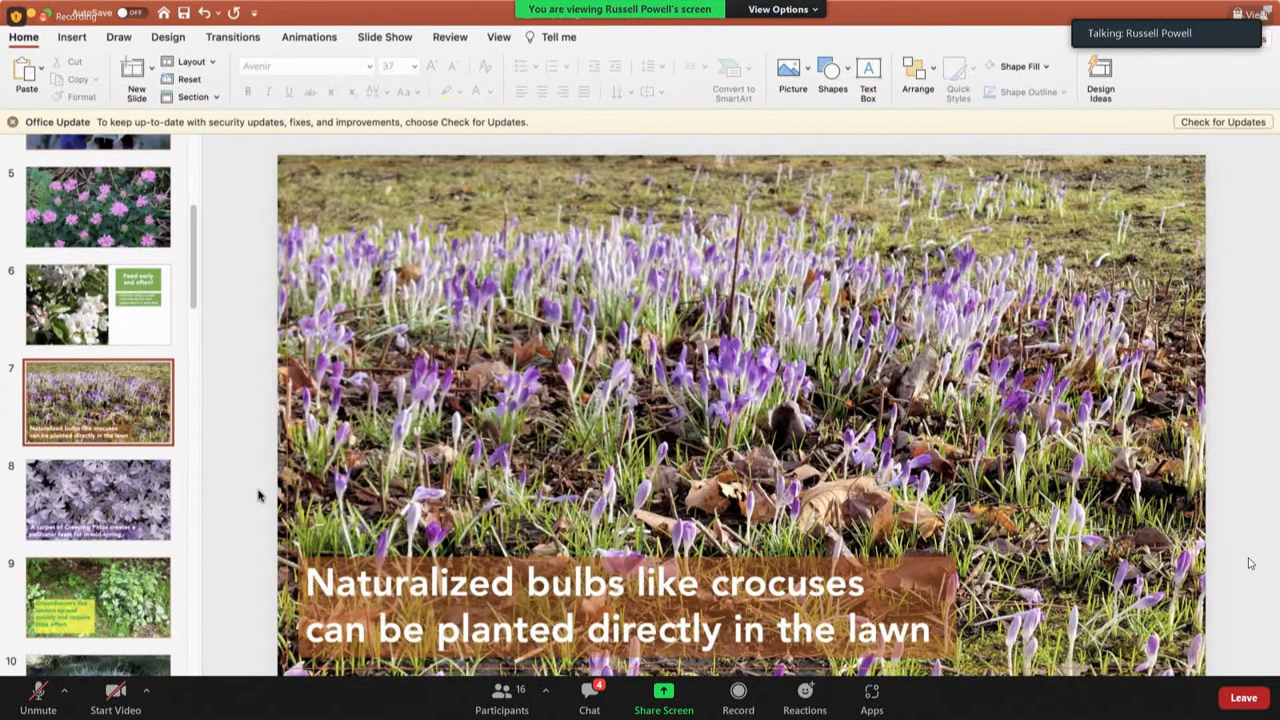 AutoSave OFF
Recording
You are viewing Russell Powell's screen
View Options
View
Talking: Russell Powell
Home Insert Draw Design Transitions Animations Slide Show Review View Tell me
Paste
Cut
Copy
Format
New Slide
Layout
Reset
Section
Avenir 37
Convert to SmartArt
Picture
Shapes
Text Box
Arrange
Quick Styles
Shape Fill
Shape Outline
Design Ideas
Office Update To keep up-to-date with security updates, fixes, and improvements, choose Check for Updates.
Check for Updates
5
6
Feed early
and often!
7
Naturalized bulbs like crocuses
can be planted directly in the lawn
8
A carpet of Creeping Phlox creates a
pollinator feast for in mid-spring
9
10
Naturalized bulbs like crocuses
can be planted directly in the lawn
Unmute
Start Video
16
Participants
4
Chat
Share Screen
Record
Reactions
Apps
Leave